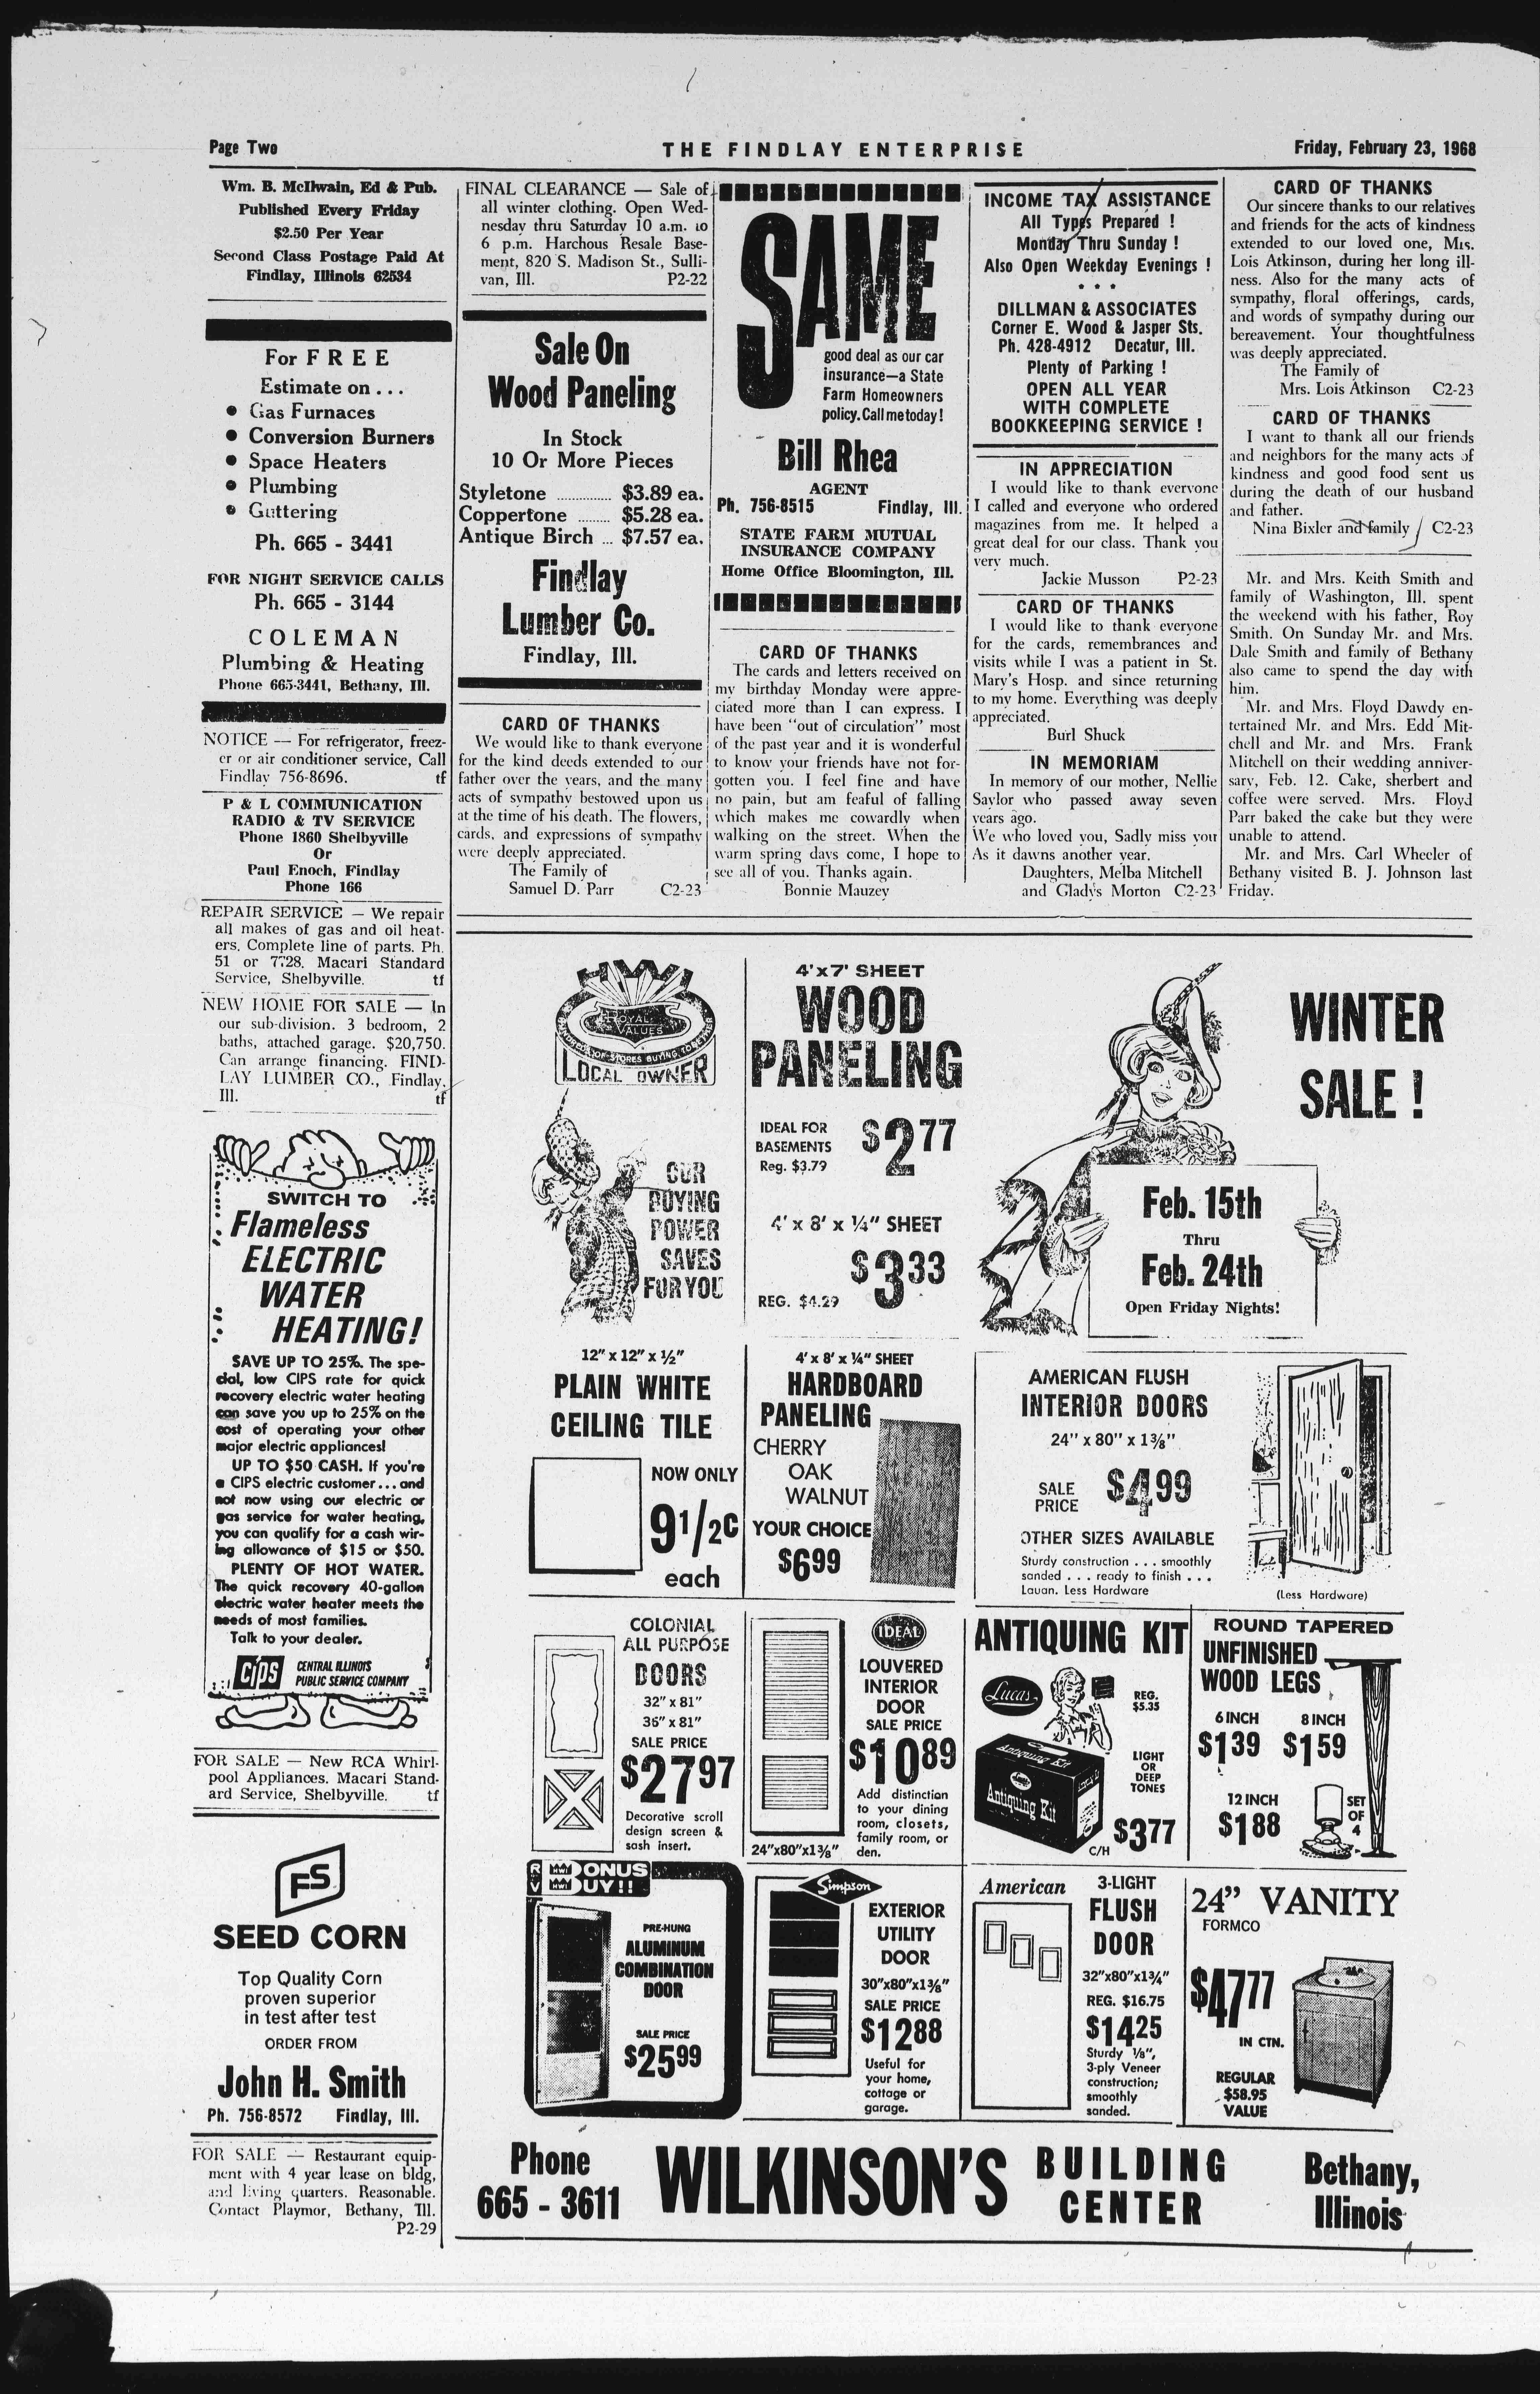 Page Two
THE FINDLAY ENTERPRISE
Friday, February 23, 1968
Wm. B. McIlwain, Ed & Pub.
Published Every Friday
$2.50 Per Year
Second Class Postage Paid At
Findlay, Illinois 62534
For FREE
Estimate on . . .
• Gas Furnaces
• Conversion Burners
• Space Heaters
• Plumbing
• Guttering
Ph. 665 - 3441
FOR NIGHT SERVICE CALLS
Ph. 665 - 3144
COLEMAN
Plumbing & Heating
Phone 665-3441, Bethany, Ill.
NOTICE — For refrigerator, freez-
er or air conditioner service, Call
Findlay 756-8696. tf
P & L COMMUNICATION
RADIO & TV SERVICE
Phone 1860 Shelbyville
Or
Paul Enoch, Findlay
Phone 166
REPAIR SERVICE — We repair
all makes of gas and oil heat-
ers. Complete line of parts. Ph.
51 or 7728. Macari Standard
Service, Shelbyville. tf
NEW HOME FOR SALE — In
our sub-division. 3 bedroom, 2
baths, attached garage. $20,750.
Can arrange financing. FIND-
LAY LUMBER CO., Findlay,
Ill. tf
SWITCH TO
Flameless
ELECTRIC
WATER
HEATING!
SAVE UP TO 25%. The spe-
cial, low CIPS rate for quick
recovery electric water heating
can save you up to 25% on the
cost of operating your other
major electric appliances!
UP TO $50 CASH. If you're
a CIPS electric customer . . . and
not now using our electric or
gas service for water heating,
you can qualify for a cash wir-
ing allowance of $15 or $50.
PLENTY OF HOT WATER.
The quick recovery 40-gallon
electric water heater meets the
needs of most families.
Talk to your dealer.
CIPS
CENTRAL ILLINOIS
PUBLIC SERVICE COMPANY
FOR SALE — New RCA Whirl-
pool Appliances. Macari Stand-
ard Service, Shelbyville. tf
FS
SEED CORN
Top Quality Corn
proven superior
in test after test
ORDER FROM
John H. Smith
Ph. 756-8572 Findlay, Ill.
FOR SALE — Restaurant equip-
ment with 4 year lease on bldg,
and living quarters. Reasonable.
Contact Playmor, Bethany, Ill.
P2-29
FINAL CLEARANCE — Sale of
all winter clothing. Open Wed-
nesday thru Saturday 10 a.m. to
6 p.m. Harchous Resale Base-
ment, 820 S. Madison St., Sulli-
van, Ill. P2-22
Sale On
Wood Paneling
In Stock
10 Or More Pieces
Styletone ............... $3.89 ea.
Coppertone ......... $5.28 ea.
Antique Birch ... $7.57 ea.
Findlay
Lumber Co.
Findlay, Ill.
CARD OF THANKS
We would like to thank everyone
for the kind deeds extended to our
father over the years, and the many
acts of sympathy bestowed upon us
at the time of his death. The flowers,
cards, and expressions of sympathy
were deeply appreciated.
The Family of
Samuel D. Parr C2-23
SAME
good deal as our car
insurance—a State
Farm Homeowners
policy. Call me today!
Bill Rhea
AGENT
Ph. 756-8515 Findlay, Ill.
STATE FARM MUTUAL
INSURANCE COMPANY
Home Office Bloomington, Ill.
CARD OF THANKS
The cards and letters received on
my birthday Monday were appre-
ciated more than I can express. I
have been "out of circulation" most
of the past year and it is wonderful
to know your friends have not for-
gotten you. I feel fine and have
no pain, but am feaful of falling
which makes me cowardly when
walking on the street. When the
warm spring days come, I hope to
see all of you. Thanks again.
Bonnie Mauzey
INCOME TAX ASSISTANCE
All Types Prepared !
Monday Thru Sunday !
Also Open Weekday Evenings !
• • •
DILLMAN & ASSOCIATES
Corner E. Wood & Jasper Sts.
Ph. 428-4912 Decatur, Ill.
Plenty of Parking !
OPEN ALL YEAR
WITH COMPLETE
BOOKKEEPING SERVICE !
IN APPRECIATION
I would like to thank everyone
I called and everyone who ordered
magazines from me. It helped a
great deal for our class. Thank you
very much.
Jackie Musson P2-23
CARD OF THANKS
I would like to thank everyone
for the cards, remembrances and
visits while I was a patient in St.
Mary's Hosp. and since returning
to my home. Everything was deeply
appreciated.
Burl Shuck
IN MEMORIAM
In memory of our mother, Nellie
Saylor who passed away seven
years ago.
We who loved you, Sadly miss you
As it dawns another year.
Daughters, Melba Mitchell
and Gladys Morton C2-23
CARD OF THANKS
Our sincere thanks to our relatives
and friends for the acts of kindness
extended to our loved one, Mrs.
Lois Atkinson, during her long ill-
ness. Also for the many acts of
sympathy, floral offerings, cards,
and words of sympathy during our
bereavement. Your thoughtfulness
was deeply appreciated.
The Family of
Mrs. Lois Atkinson C2-23
CARD OF THANKS
I want to thank all our friends
and neighbors for the many acts of
kindness and good food sent us
during the death of our husband
and father.
Nina Bixler and family C2-23
Mr. and Mrs. Keith Smith and
family of Washington, Ill. spent
the weekend with his father, Roy
Smith. On Sunday Mr. and Mrs.
Dale Smith and family of Bethany
also came to spend the day with
him.
Mr. and Mrs. Floyd Dawdy en-
tertained Mr. and Mrs. Edd Mit-
chell and Mr. and Mrs. Frank
Mitchell on their wedding anniver-
sary, Feb. 12. Cake, sherbert and
coffee were served. Mrs. Floyd
Parr baked the cake but they were
unable to attend.
Mr. and Mrs. Carl Wheeler of
Bethany visited B. J. Johnson last
Friday.
HWI
ROYAL
VALUES
HUNDREDS OF STORES BUYING TOGETHER
LOCAL OWNER
OUR
BUYING
POWER
SAVES
FOR YOU
4'x7' SHEET
WOOD
PANELING
IDEAL FOR
BASEMENTS
Reg. $3.79
$2 77
4' x 8' x ¼" SHEET
$3 33
REG. $4.29
WINTER
SALE !
Feb. 15th
Thru
Feb. 24th
Open Friday Nights!
12" x 12" x ½"
PLAIN WHITE
CEILING TILE
NOW ONLY
9 1/2c
each
4' x 8' x ¼" SHEET
HARDBOARD
PANELING
CHERRY
OAK
WALNUT
YOUR CHOICE
$6 99
AMERICAN FLUSH
INTERIOR DOORS
24" x 80" x 1⅜"
SALE
PRICE
$4 99
OTHER SIZES AVAILABLE
Sturdy construction . . . smoothly
sanded . . . ready to finish . . .
Lauan. Less Hardware
(Less Hardware)
COLONIAL
ALL PURPOSE
DOORS
32" x 81"
36" x 81"
SALE PRICE
$27 97
Decorative scroll
design screen &
sash insert.
IDEAL
LOUVERED
INTERIOR
DOOR
SALE PRICE
$10 89
Add distinction
to your dining
room, closets,
family room, or
den.
24"x80"x1⅜"
ANTIQUING KIT
Lucas
REG.
$5.35
LIGHT
OR
DEEP
TONES
Antiquing Kit
Antiquing Kit
$3 77
C/H
ROUND TAPERED
UNFINISHED
WOOD LEGS
6 INCH 8 INCH
$1 39 $1 59
12 INCH
$1 88
SET
OF
4
HWI BONUS
HWI BUY!!
PRE-HUNG
ALUMINUM
COMBINATION
DOOR
SALE PRICE
$25 99
Simpson
EXTERIOR
UTILITY
DOOR
30"x80"x1⅜"
SALE PRICE
$12 88
Useful for
your home,
cottage or
garage.
American
3-LIGHT
FLUSH
DOOR
32"x80"x1¾"
REG. $16.75
$14 25
Sturdy ⅛",
3-ply Veneer
construction;
smoothly
sanded.
24" VANITY
FORMCO
$47 77
IN CTN.
REGULAR
$58.95
VALUE
Phone
665 - 3611
WILKINSON'S
BUILDING
CENTER
Bethany,
Illinois